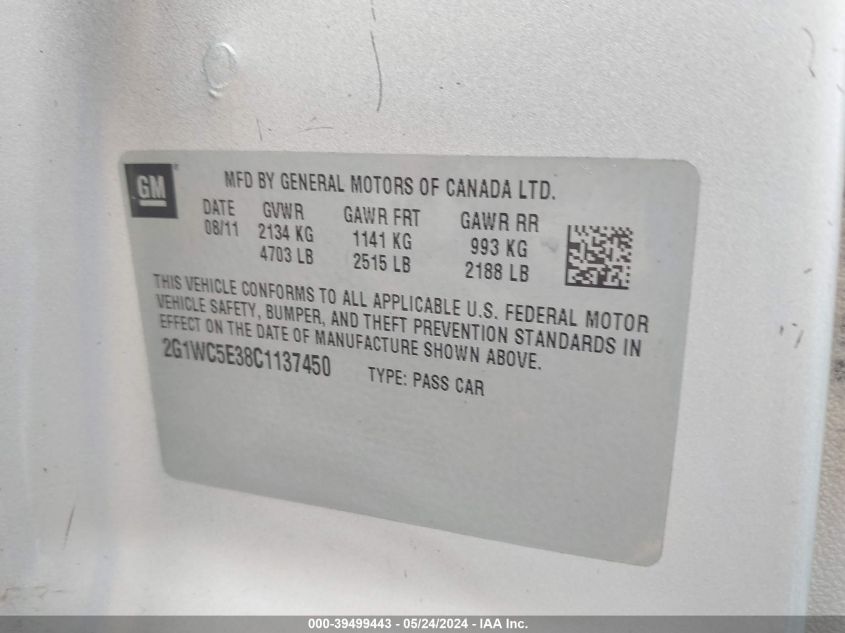 GM
MFD BY GENERAL MOTORS OF CANADA LTD.
DATE GVWR GAWR FRT GAWR RR
08/11 2134 KG 1141 KG 993 KG
4703 LB 2515 LB 2188 LB
THIS VEHICLE CONFORMS TO ALL APPLICABLE U.S. FEDERAL MOTOR
VEHICLE SAFETY, BUMPER, AND THEFT PREVENTION STANDARDS IN
EFFECT ON THE DATE OF MANUFACTURE SHOWN ABOVE.
2G1WC5E38C1137450 TYPE: PASS CAR
000-39499443 - 05/24/2024 - IAA Inc.